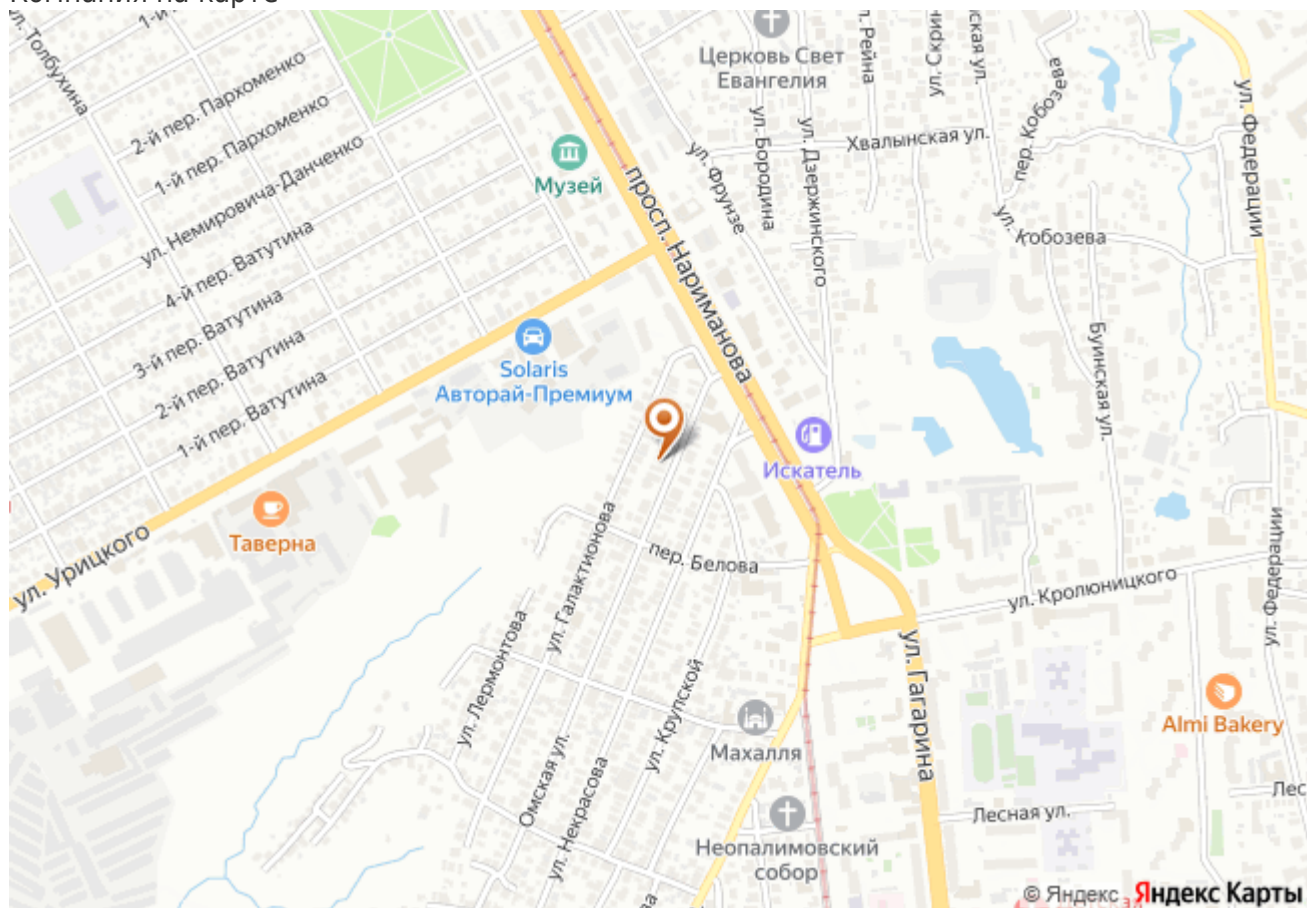 Компания на карте
ул. Толбухина
2-й пер. Пархоменко
1-й пер. Пархоменко
ул. Немировича-Данченко
4-й пер. Ватутина
3-й пер. Ватутина
2-й пер. Ватутина
1-й пер. Ватутина
ул. Урицкого
Таверна
Solaris
Авторай-Премиум
Музей
просп. Нариманова
Церковь Свет
Евангелия
ул. Фрунзе
ул. Бородина
ул. Дзержинского
Хвалынская ул.
пер. Кобозева
ул. Кобозева
ул. Федерации
Буинская ул.
Искатель
пер. Белова
ул. Галактионова
ул. Лермонтова
Омская ул.
ул. Некрасова
ул. Крупской
Махалля
Неопалимовский
собор
ул. Кролюницкого
ул. Гагарина
ул. Федерации
Almi Bakery
Лесная ул.
Лес
© Яндекс Яндекс Карты